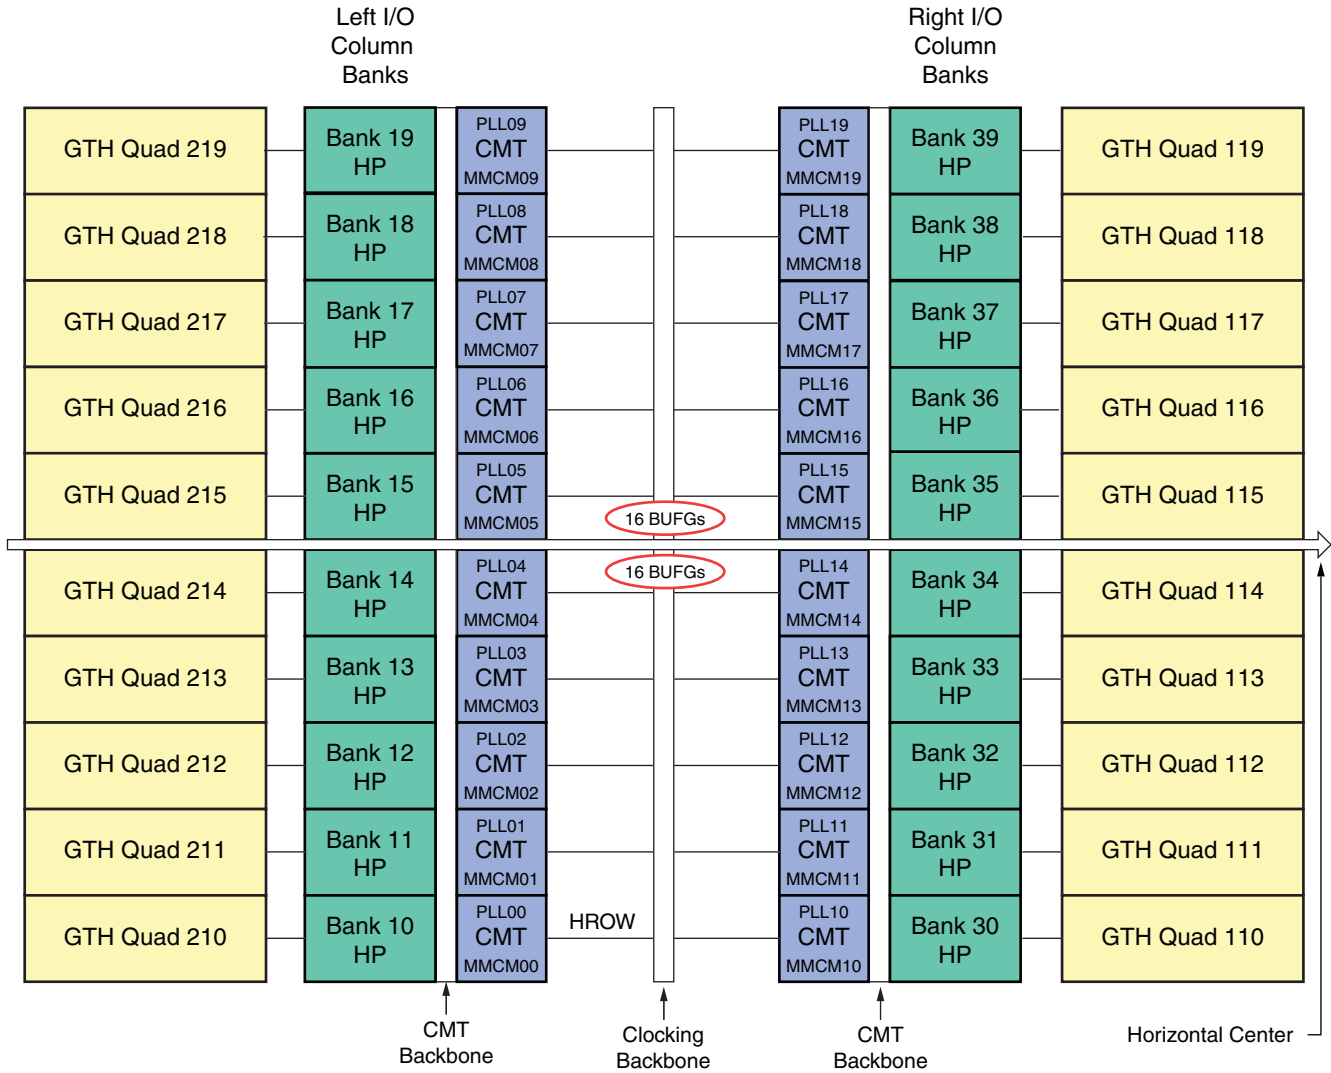 Left I/O
Column
Banks
Right I/O
Column
Banks
GTH Quad 219
Bank 19
HP
PLL09
CMT
MMCM09
PLL19
CMT
MMCM19
Bank 39
HP
GTH Quad 119
GTH Quad 218
Bank 18
HP
PLL08
CMT
MMCM08
PLL18
CMT
MMCM18
Bank 38
HP
GTH Quad 118
GTH Quad 217
Bank 17
HP
PLL07
CMT
MMCM07
PLL17
CMT
MMCM17
Bank 37
HP
GTH Quad 117
GTH Quad 216
Bank 16
HP
PLL06
CMT
MMCM06
PLL16
CMT
MMCM16
Bank 36
HP
GTH Quad 116
GTH Quad 215
Bank 15
HP
PLL05
CMT
MMCM05
16 BUFGs
PLL15
CMT
MMCM15
Bank 35
HP
GTH Quad 115
GTH Quad 214
Bank 14
HP
PLL04
CMT
MMCM04
16 BUFGs
PLL14
CMT
MMCM14
Bank 34
HP
GTH Quad 114
GTH Quad 213
Bank 13
HP
PLL03
CMT
MMCM03
PLL13
CMT
MMCM13
Bank 33
HP
GTH Quad 113
GTH Quad 212
Bank 12
HP
PLL02
CMT
MMCM02
PLL12
CMT
MMCM12
Bank 32
HP
GTH Quad 112
GTH Quad 211
Bank 11
HP
PLL01
CMT
MMCM01
PLL11
CMT
MMCM11
Bank 31
HP
GTH Quad 111
GTH Quad 210
Bank 10
HP
PLL00
CMT
MMCM00
HROW
PLL10
CMT
MMCM10
Bank 30
HP
GTH Quad 110
CMT
Backbone
Clocking
Backbone
CMT
Backbone
Horizontal Center